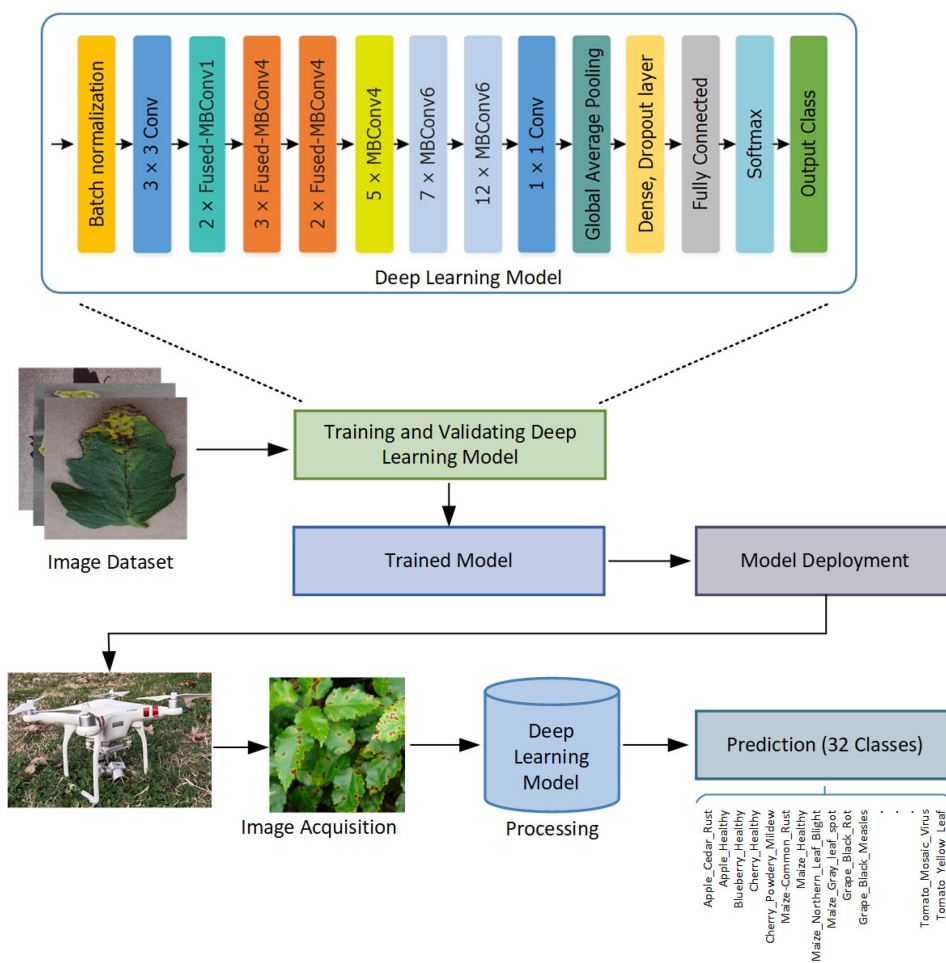 Batch normalization
3 × 3 Conv
2 × Fused-MBConv1
3 × Fused-MBConv4
2 × Fused-MBConv4
5 × MBConv4
7 × MBConv6
12 × MBConv6
1 × 1 Conv
Global Average Pooling
Dense, Dropout layer
Fully Connected
Softmax
Output Class
Deep Learning Model
Training and Validating Deep
Learning Model
Image Dataset
Trained Model
Model Deployment
Image Acquisition
Deep
Learning
Model
Processing
Prediction (32 Classes)
Apple_Cedar_Rust
Apple_Healthy
Blueberry_Healthy
Cherry_Healthy
Cherry_Powdery_Mildew
Maize-Common_Rust
Maize_Healthy
Maize_Northern_Leaf_Blight
Maize_Gray_leaf_spot
Grape_Black_Rot
Grape_Black_Measles
.
.
.
Tomato_Mosaic_Virus
Tomato_Yellow_Leaf